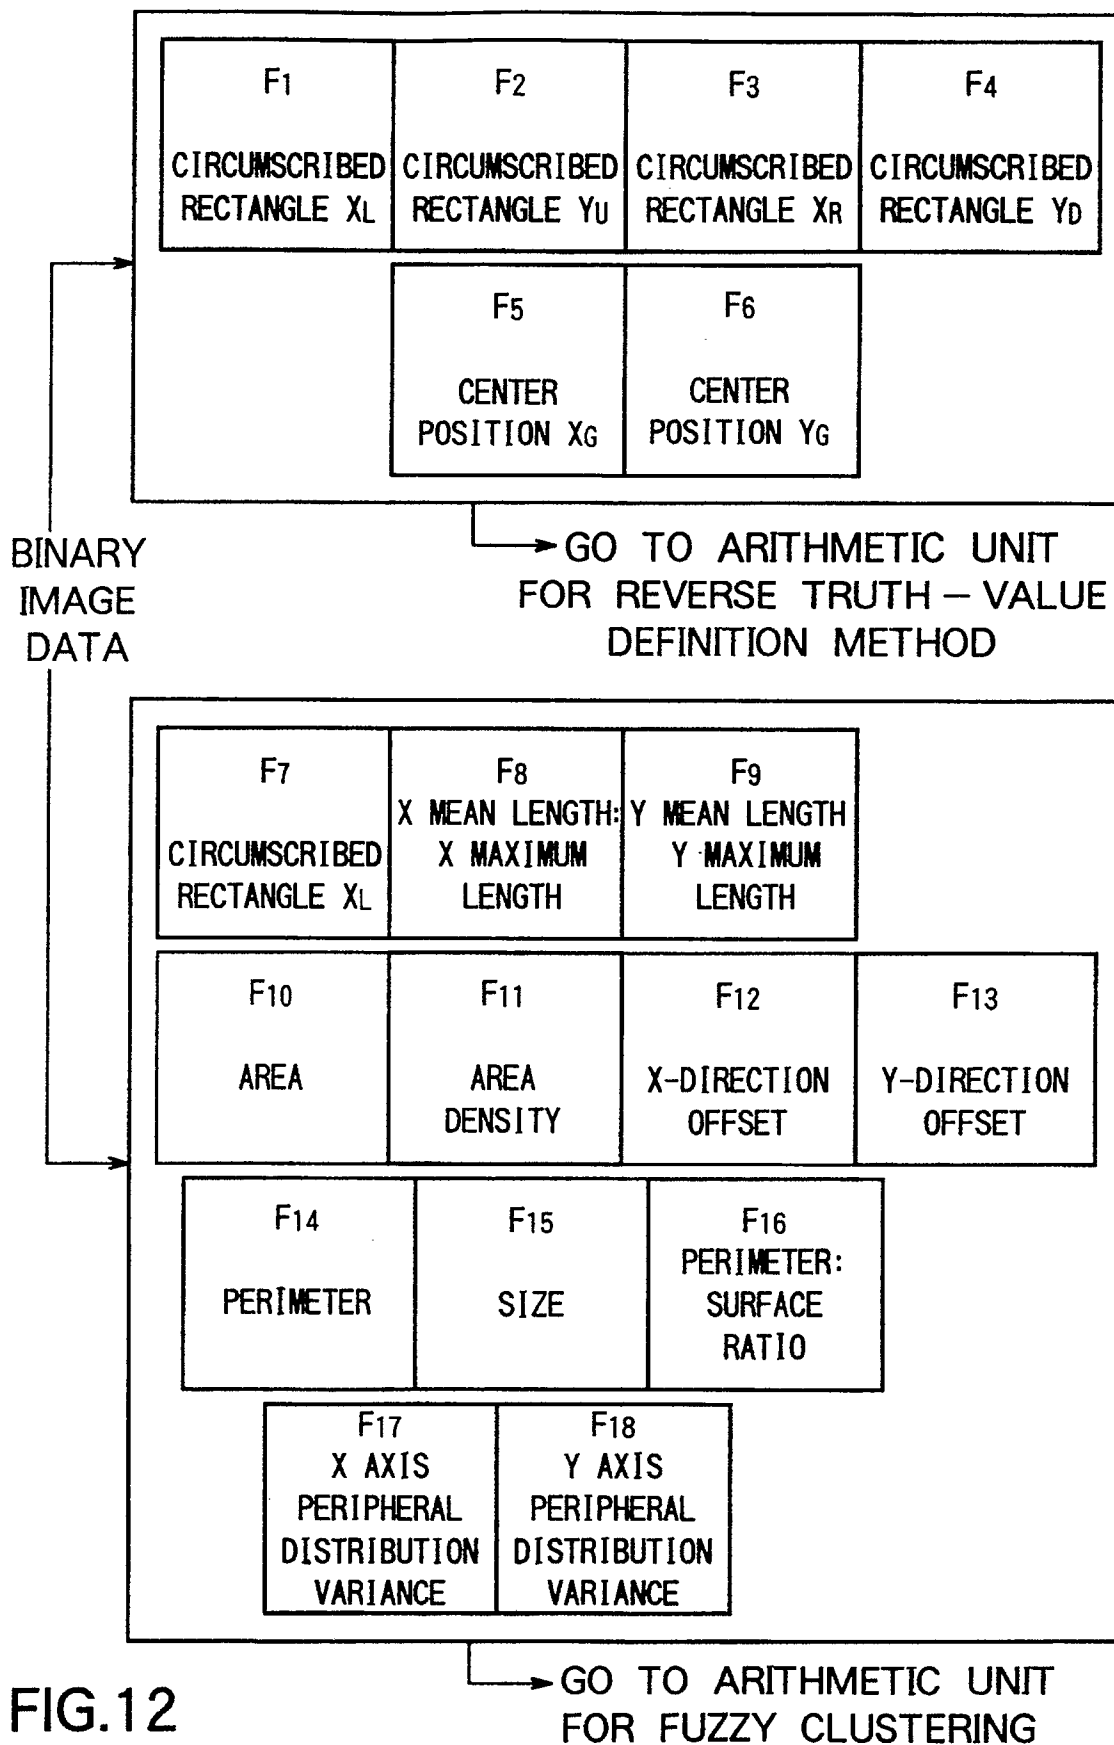 F1
CIRCUMSCRIBED
RECTANGLE XL
F2
CIRCUMSCRIBED
RECTANGLE YU
F3
CIRCUMSCRIBED
RECTANGLE XR
F4
CIRCUMSCRIBED
RECTANGLE YD
F5
CENTER
POSITION XG
F6
CENTER
POSITION YG
BINARY
IMAGE
DATA
GO TO ARITHMETIC UNIT
FOR REVERSE TRUTH – VALUE
DEFINITION METHOD
F7
CIRCUMSCRIBED
RECTANGLE XL
F8
X MEAN LENGTH:
X MAXIMUM
LENGTH
F9
Y MEAN LENGTH
Y MAXIMUM
LENGTH
F10
AREA
F11
AREA
DENSITY
F12
X-DIRECTION
OFFSET
F13
Y-DIRECTION
OFFSET
F14
PERIMETER
F15
SIZE
F16
PERIMETER:
SURFACE
RATIO
F17
X AXIS
PERIPHERAL
DISTRIBUTION
VARIANCE
F18
Y AXIS
PERIPHERAL
DISTRIBUTION
VARIANCE
GO TO ARITHMETIC UNIT
FOR FUZZY CLUSTERING
FIG.12